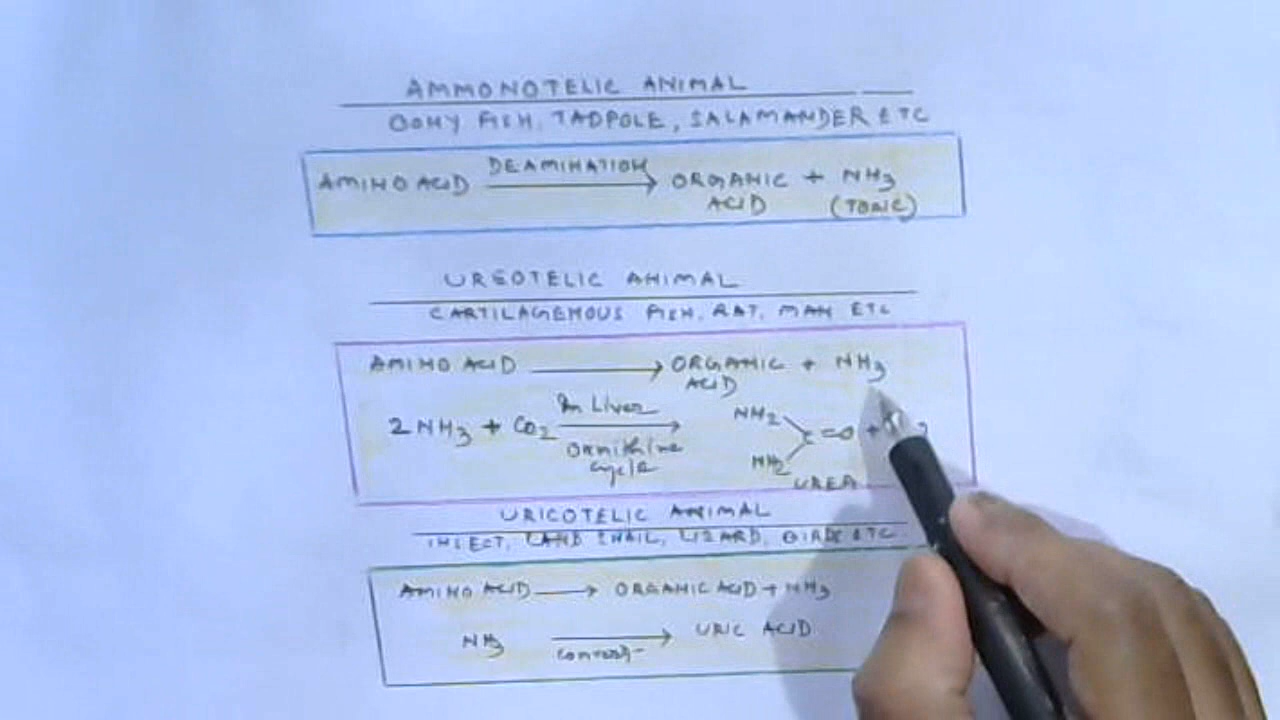 AMMONOTELIC ANIMAL
BONY FISH, TADPOLE, SALAMANDER ETC
DEAMINATION
AMINO ACID → ORGANIC + NH3
ACID (TOXIC)
UREOTELIC ANIMAL
CARTILAGENOUS FISH, RAT, MAN ETC
AMINO ACID → ORGANIC + NH3
ACID
In Liver
2 NH3 + CO2 → NH2 NH2 C=O +
Ornithine
Cycle
UREA
URICOTELIC ANIMAL
INSECT, LAND SNAIL, LIZARD, BIRDS ETC
AMINO ACID → ORGANIC ACID + NH3
NH3 → URIC ACID